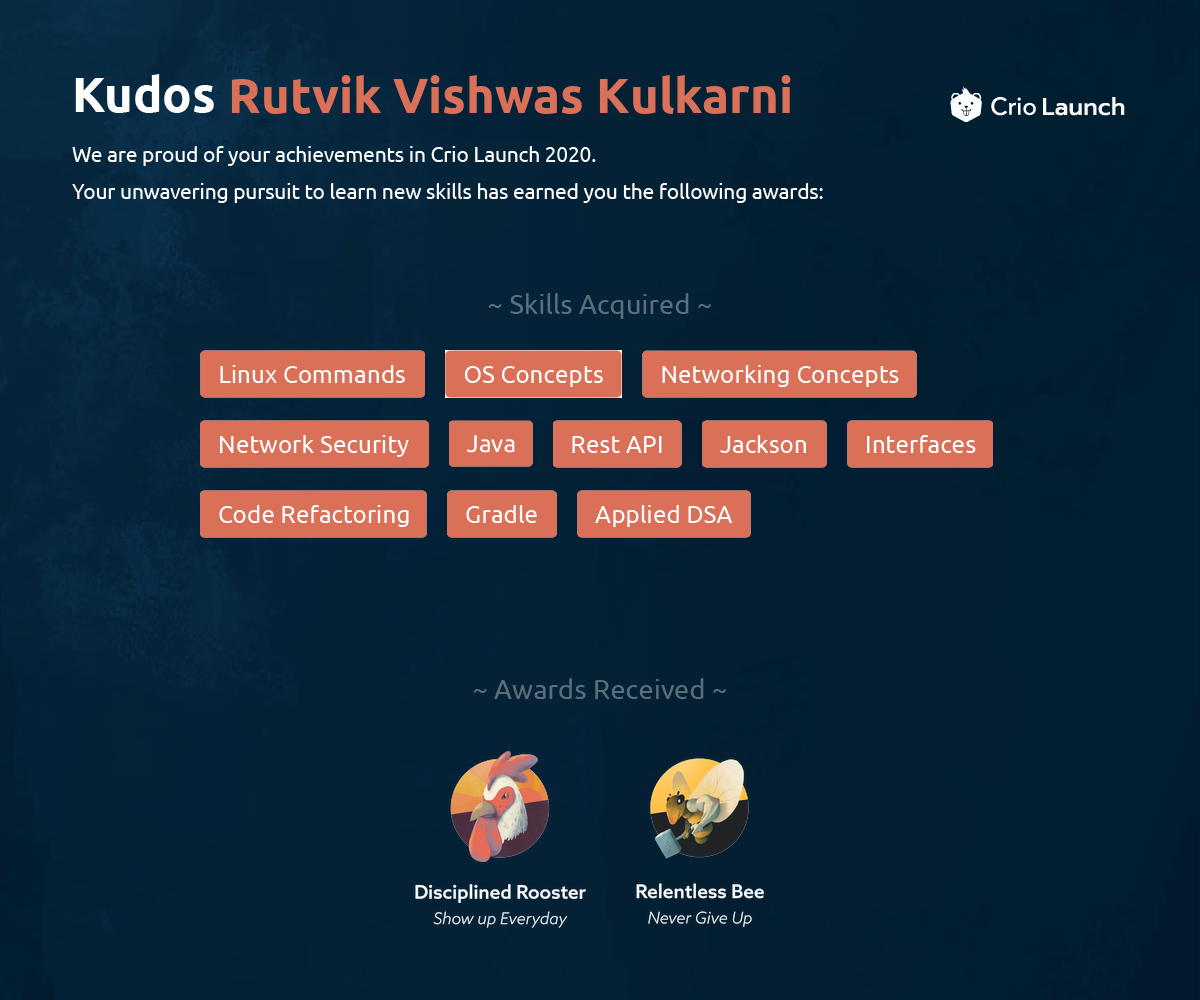 Kudos Rutvik Vishwas Kulkarni
Crio Launch
We are proud of your achievements in Crio Launch 2020.
Your unwavering pursuit to learn new skills has earned you the following awards:
~ Skills Acquired ~
Linux Commands OS Concepts Networking Concepts
Network Security Java Rest API Jackson Interfaces
Code Refactoring Gradle Applied DSA
~ Awards Received ~
Disciplined Rooster Relentless Bee
Show up Everyday Never Give Up